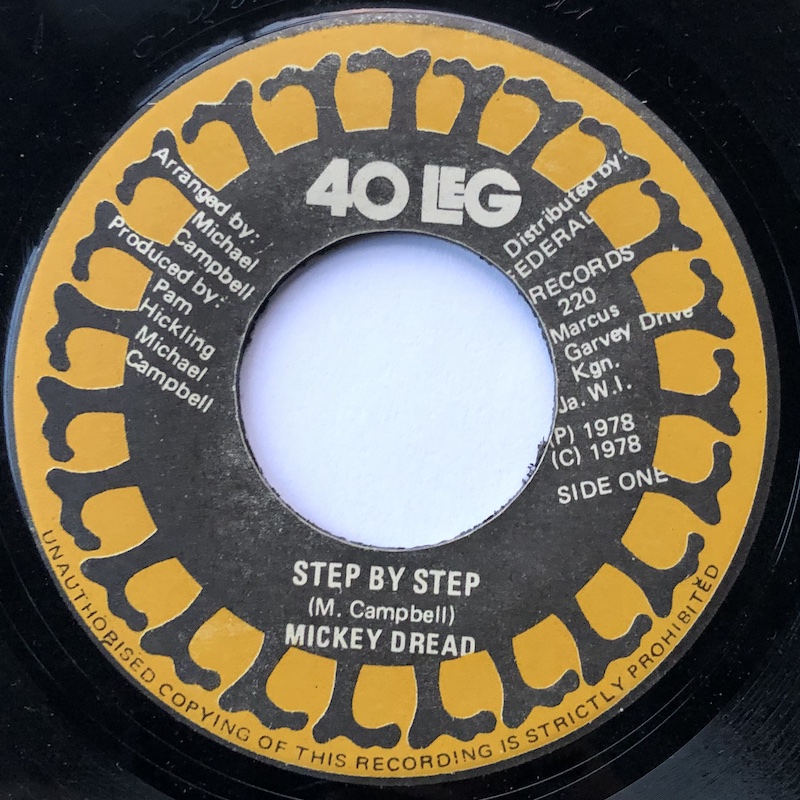 40 LEG
Arranged by:
Michael
Campbell
Produced by:
Pam
Hickling
Michael
Campbell
Distributed by:
FEDERAL
RECORDS
220
Marcus
Garvey Drive
Kgn.
Ja. W.I.
(P) 1978
(C) 1978
SIDE ONE
STEP BY STEP
(M. Campbell)
MICKEY DREAD
UNAUTHORISED COPYING OF THIS RECORDING IS STRICTLY PROHIBITED